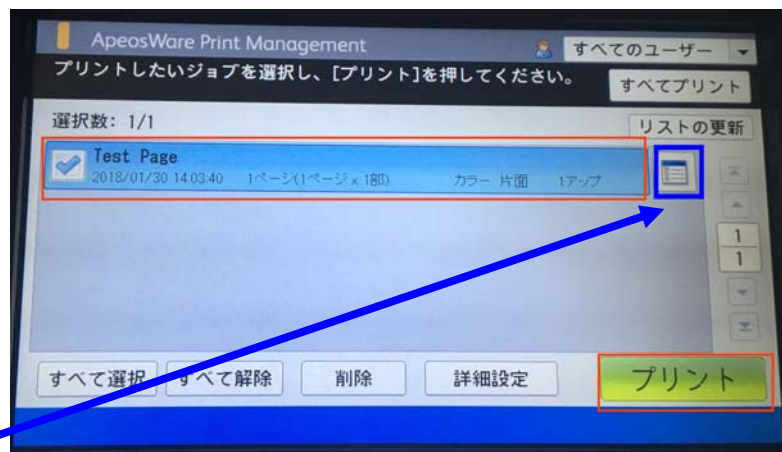 ApeosWare Print Management
すべてのユーザー
プリントしたいジョブを選択し、[プリント]を押してください。
すべてプリント
選択数: 1/1
リストの更新
Test Page
2018/01/30 14:03:40 1ページ(1ページ x 1部) カラー 片面 1アップ
1
1
すべて選択
すべて解除
削除
詳細設定
プリント